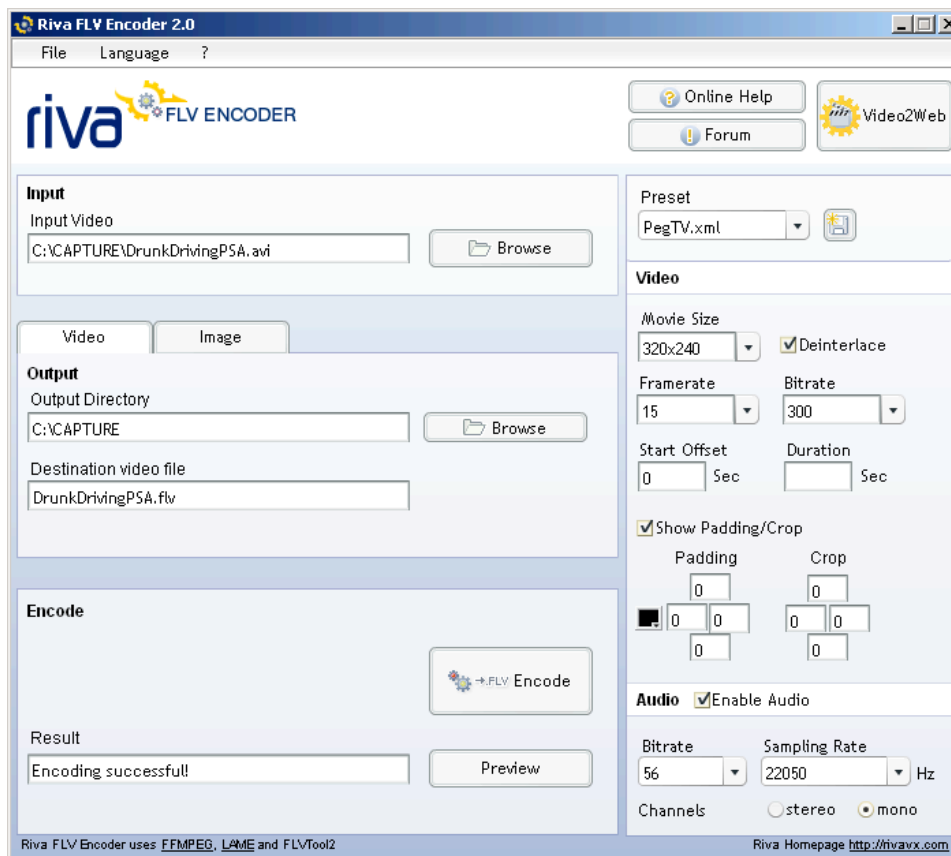 Riva FLV Encoder 2.0
File Language ?
riva FLV ENCODER
Online Help
Forum
Video2Web
Input
Input Video
C:\CAPTURE\DrunkDrivingPSA.avi
Browse
Video Image
Output
Output Directory
C:\CAPTURE
Browse
Destination video file
DrunkDrivingPSA.flv
Encode
→.FLV Encode
Result
Encoding successful!
Preview
Preset
PegTV.xml
Video
Movie Size
320x240
Deinterlace
Framerate Bitrate
15 300
Start Offset Duration
0 Sec Sec
Show Padding/Crop
Padding Crop
0 0
0 0 0 0
0 0
Audio Enable Audio
Bitrate Sampling Rate
56 22050 Hz
Channels stereo mono
Riva FLV Encoder uses FFMPEG, LAME and FLVTool2
Riva Homepage http://rivavx.com